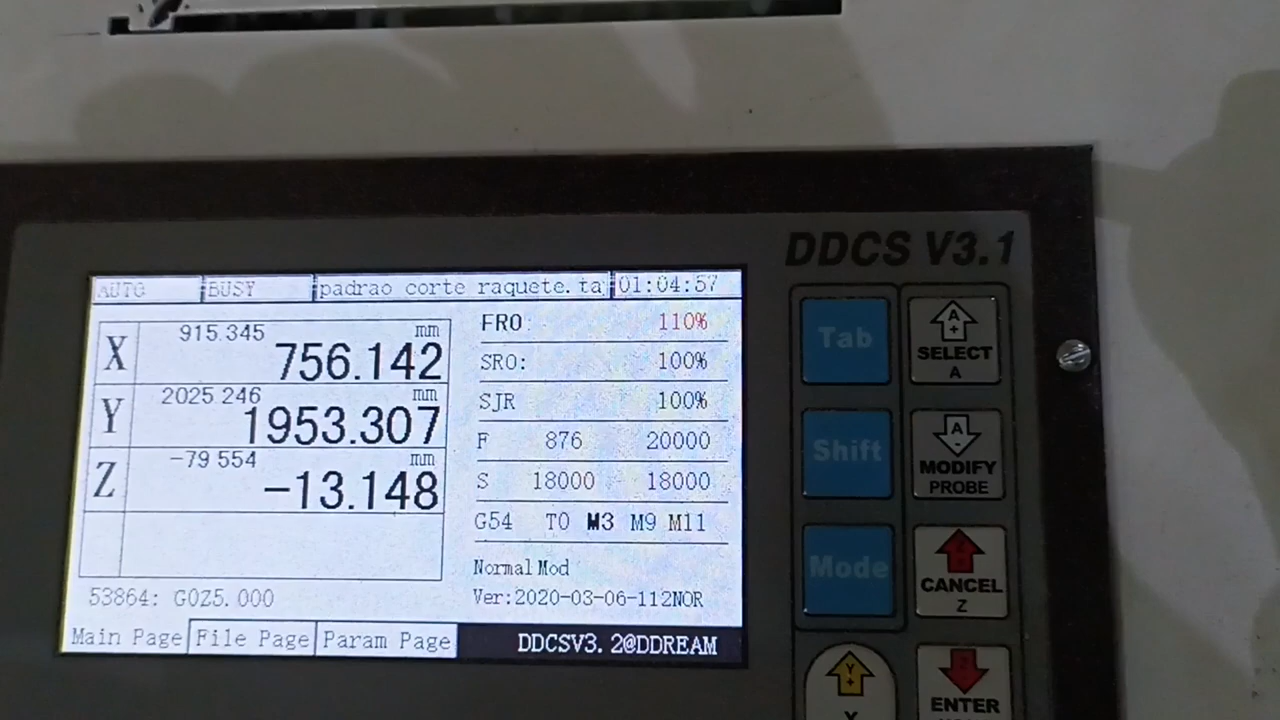 DDCS V3.1
AUTO BUSY padrao corte raquete.ta 01:04:57
X 915.345 mm
756.142
Y 2025.246 mm
1953.307
Z -79 554 mm
-13.148
FRO: 110%
SRO: 100%
SJR 100%
F 876 20000
S 18000 18000
G54 T0 M3 M9 M11
Normal Mod
53864: G0Z5.000
Ver:2020-03-06-112NOR
Main Page File Page Param Page DDCSV3.2@DDREAM
Tab
A+
SELECT
A
Shift
A-
MODIFY
PROBE
Mode
CANCEL
Z
Y+
Y
ENTER